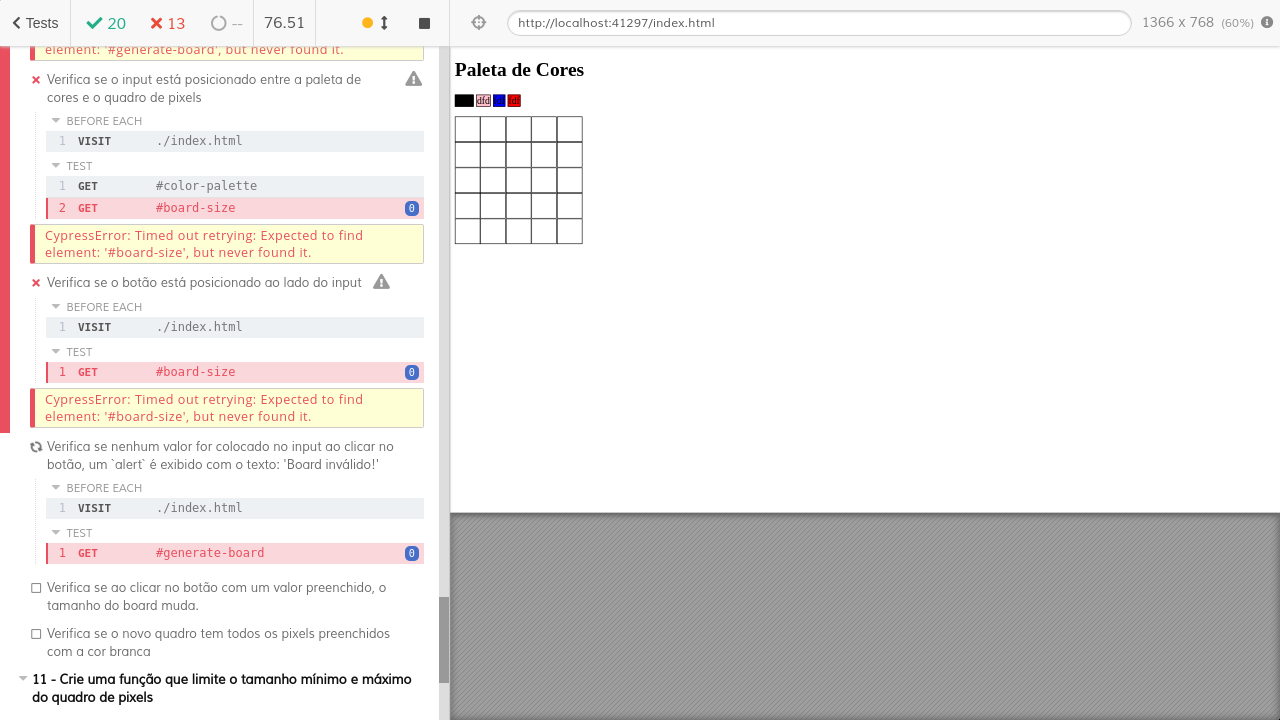 Tests 20 13 -- 76.51
http://localhost:41297/index.html 1366 x 768 (60%)
element: '#generate-board', but never found it.
Verifica se o input está posicionado entre a paleta de
cores e o quadro de pixels
BEFORE EACH
1 VISIT ./index.html
TEST
1 GET #color-palette
2 GET #board-size 0
CypressError: Timed out retrying: Expected to find
element: '#board-size', but never found it.
Verifica se o botão está posicionado ao lado do input
BEFORE EACH
1 VISIT ./index.html
TEST
1 GET #board-size 0
CypressError: Timed out retrying: Expected to find
element: '#board-size', but never found it.
Verifica se nenhum valor for colocado no input ao clicar no
botão, um `alert` é exibido com o texto: 'Board inválido!'
BEFORE EACH
1 VISIT ./index.html
TEST
1 GET #generate-board 0
Verifica se ao clicar no botão com um valor preenchido, o
tamanho do board muda.
Verifica se o novo quadro tem todos os pixels preenchidos
com a cor branca
11 - Crie uma função que limite o tamanho mínimo e máximo
do quadro de pixels
Paleta de Cores
dfd